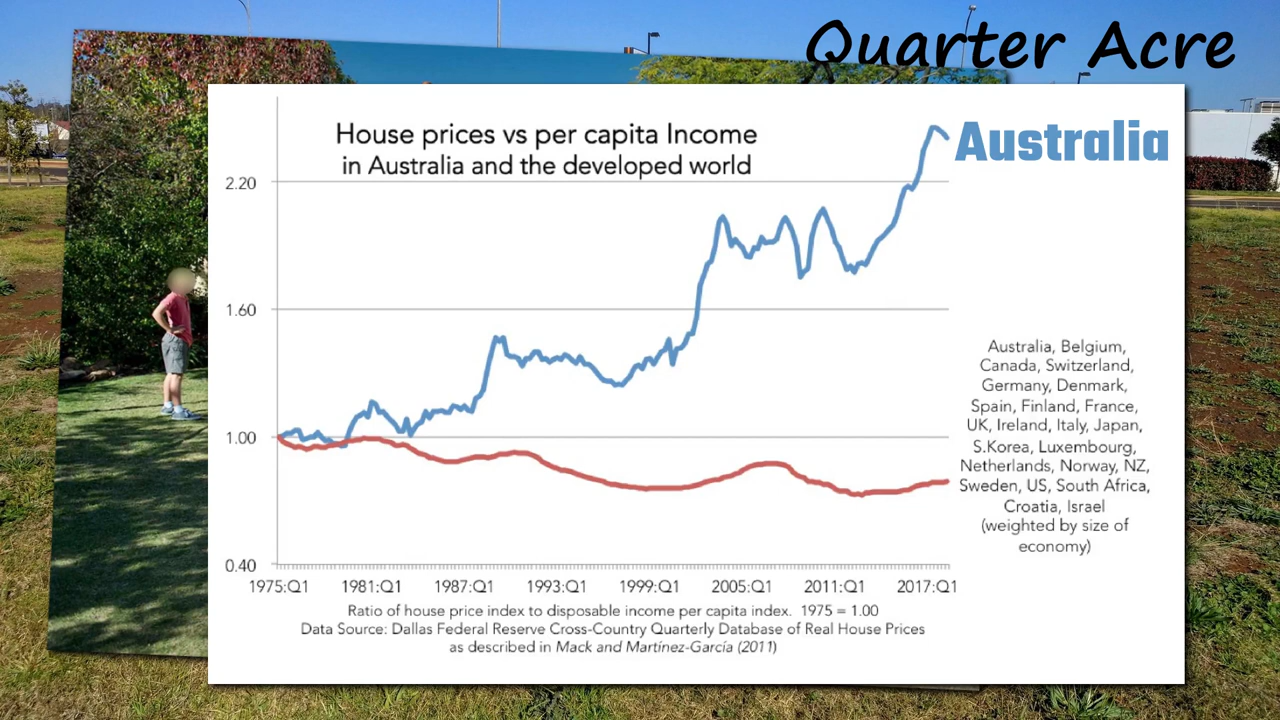 Quarter Acre
House prices vs per capita Income
in Australia and the developed world
Australia
2.20
1.60
1.00
0.40
Australia, Belgium,
Canada, Switzerland,
Germany, Denmark,
Spain, Finland, France,
UK, Ireland, Italy, Japan,
S.Korea, Luxembourg,
Netherlands, Norway, NZ,
Sweden, US, South Africa,
Croatia, Israel
(weighted by size of
economy)
1975:Q1 1981:Q1 1987:Q1 1993:Q1 1999:Q1 2005:Q1 2011:Q1 2017:Q1
Ratio of house price index to disposable income per capita index. 1975 = 1.00
Data Source: Dallas Federal Reserve Cross-Country Quarterly Database of Real House Prices
as described in Mack and Martínez-García (2011)